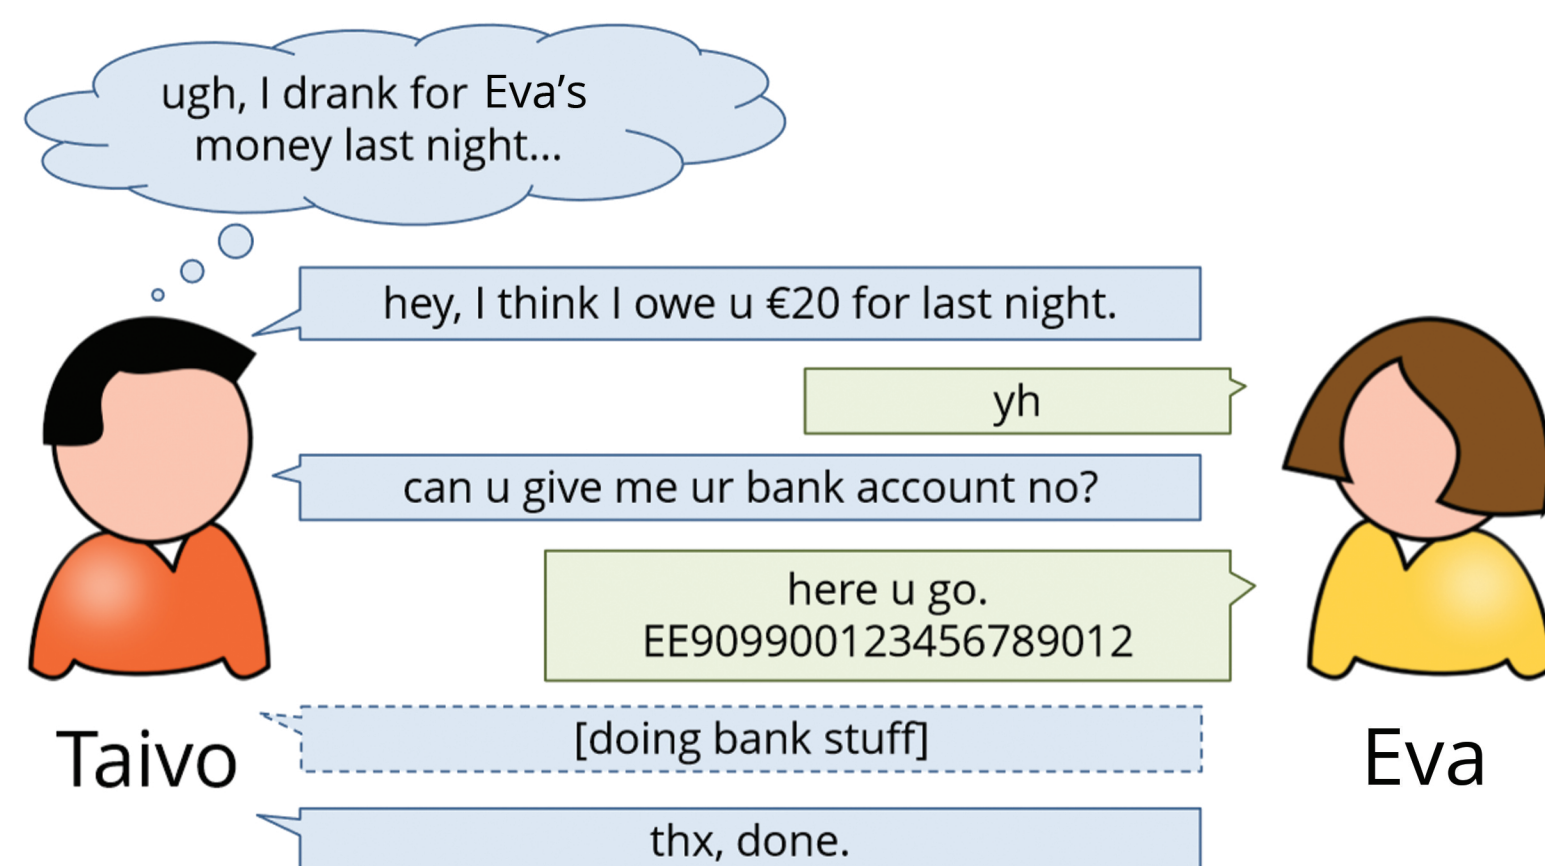 ugh, I drank for Eva’s
money last night...
hey, I think I owe u €20 for last night.
yh
can u give me ur bank account no?
here u go.
EE909900123456789012
[doing bank stuff]
Taivo
Eva
thx, done.